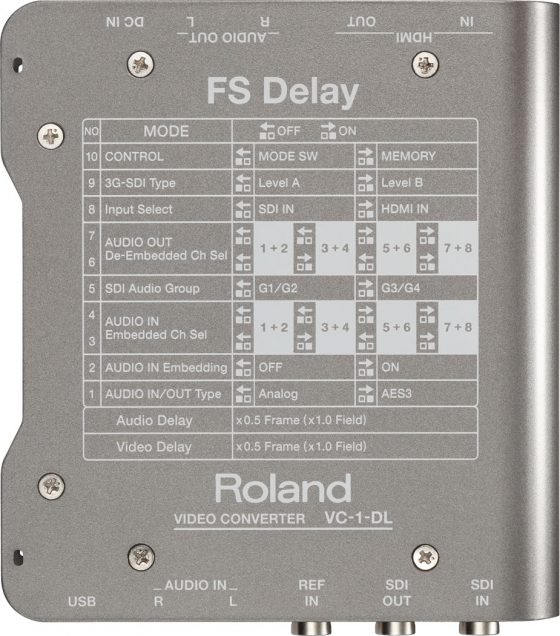 DC IN
AUDIO OUT
R L
HDMI
OUT IN
FS Delay
NO MODE OFF ON
10 CONTROL MODE SW MEMORY
9 3G-SDI Type Level A Level B
8 Input Select SDI IN HDMI IN
7
6
AUDIO OUT
De-Embedded Ch Sel
1 + 2 3 + 4 5 + 6 7 + 8
5 SDI Audio Group G1/G2 G3/G4
4
3
AUDIO IN
Embedded Ch Sel
1 + 2 3 + 4 5 + 6 7 + 8
2 AUDIO IN Embedding OFF ON
1 AUDIO IN/OUT Type Analog AES3
Audio Delay x0.5 Frame (x1.0 Field)
Video Delay x0.5 Frame (x1.0 Field)
Roland
VIDEO CONVERTER VC-1-DL
USB
AUDIO IN
R L
REF
IN
SDI
OUT
SDI
IN